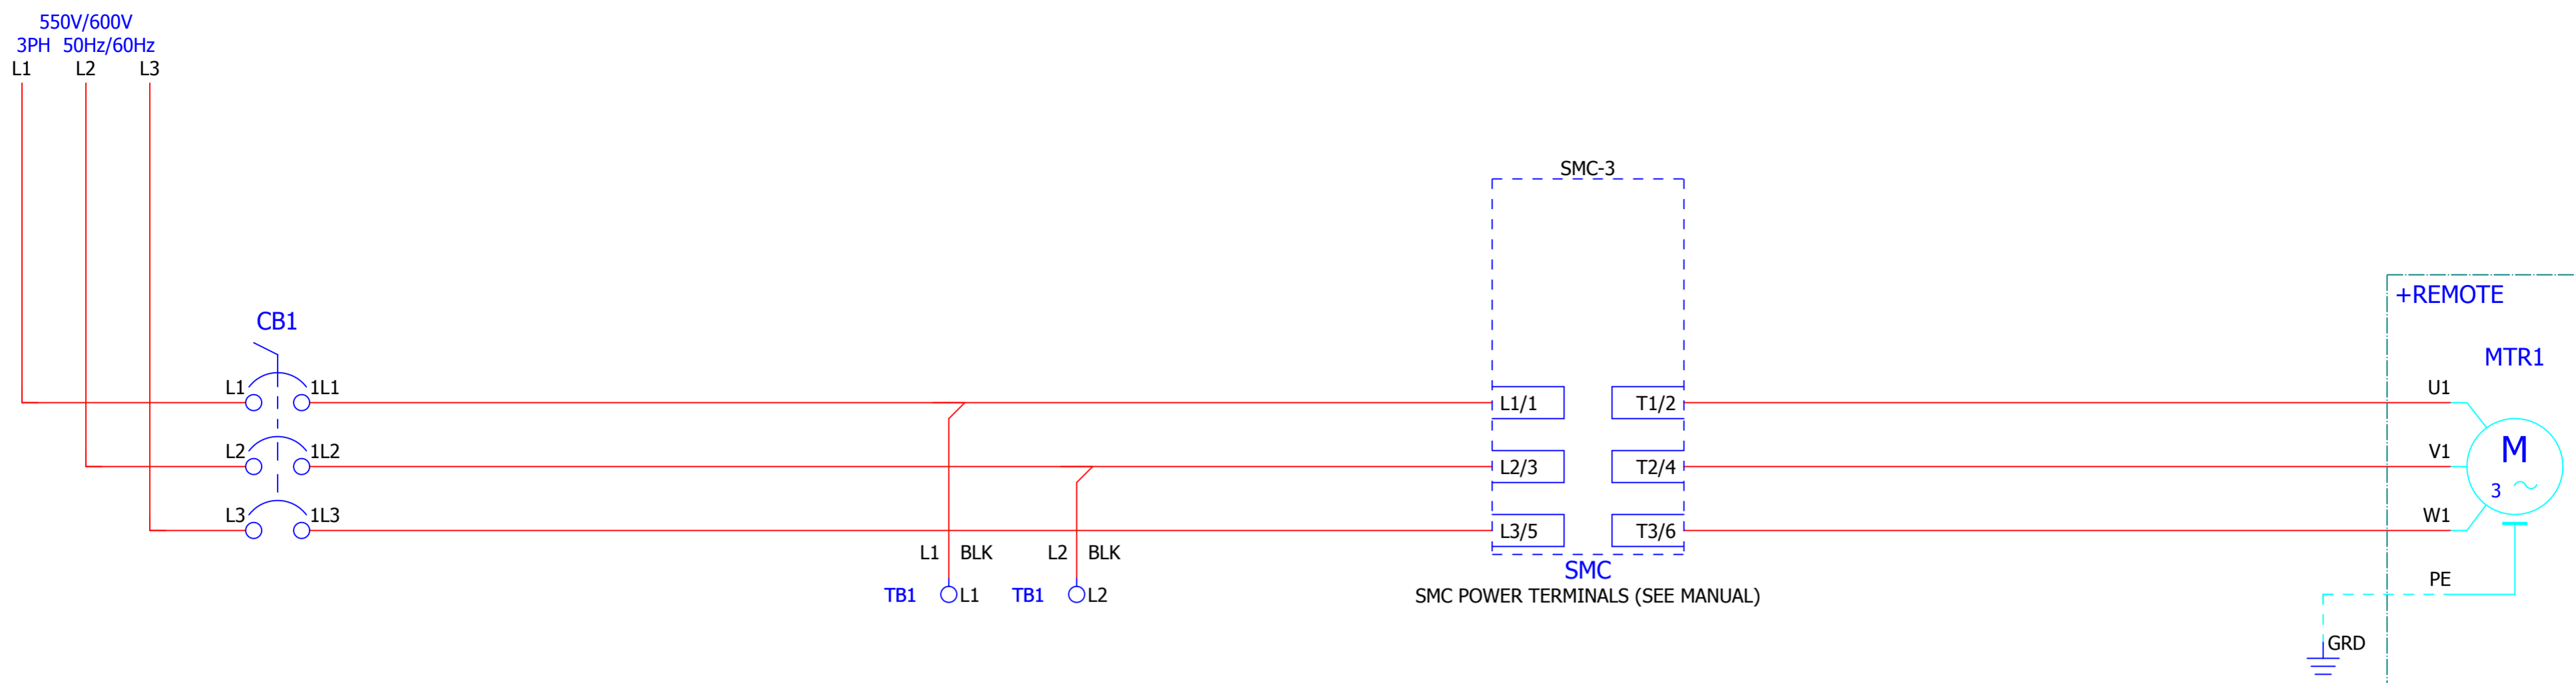 550V/600V
3PH 50Hz/60Hz
L1 L2 L3
SMC-3
+REMOTE
CB1
MTR1
L1 1L1
U1
L1/1 T1/2
L2 1L2
V1
M
L2/3 T2/4
3
L3 1L3
W1
L3/5 T3/6
L1 BLK L2 BLK
SMC
PE
TB1 L1 TB1 L2
SMC POWER TERMINALS (SEE MANUAL)
GRD